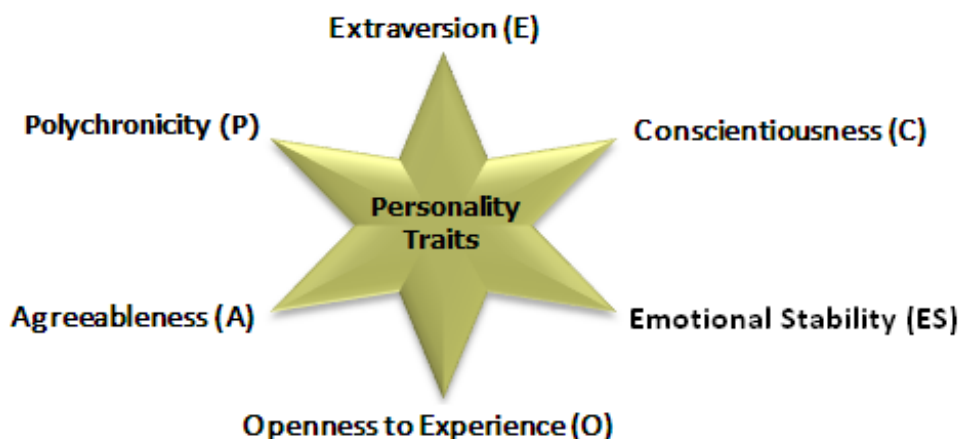 Extraversion (E)
Polychronicity (P)
Conscientiousness (C)
Personality
Traits
Agreeableness (A)
Emotional Stability (ES)
Openness to Experience (O)